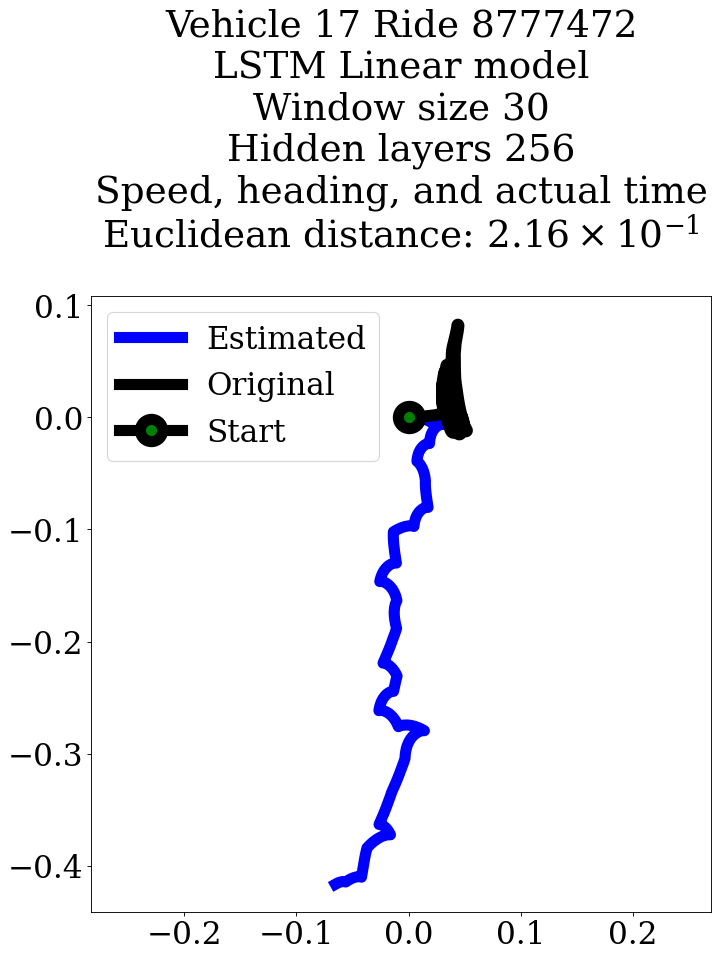 Vehicle 17 Ride 8777472
LSTM Linear model
Window size 30
Hidden layers 256
Speed, heading, and actual time
Euclidean distance: 2.16 × 10⁻¹
Estimated
Original
Start
0.1
0.0
−0.1
−0.2
−0.3
−0.4
−0.2 −0.1 0.0 0.1 0.2